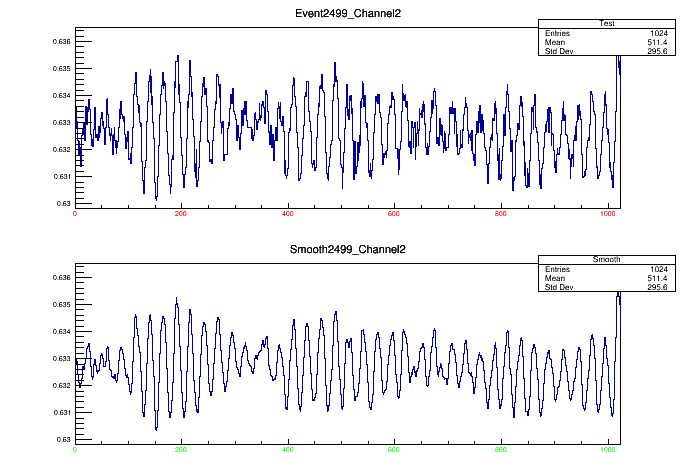 Event2499_Channel2
Test
Entries 1024
Mean 511.4
Std Dev 295.6
0.636
0.635
0.634
0.633
0.632
0.631
0.63
0 200 400 600 800 1000
Smooth2499_Channel2
Smooth
Entries 1024
Mean 511.4
Std Dev 295.6
0.636
0.635
0.634
0.633
0.632
0.631
0.63
0 200 400 600 800 1000